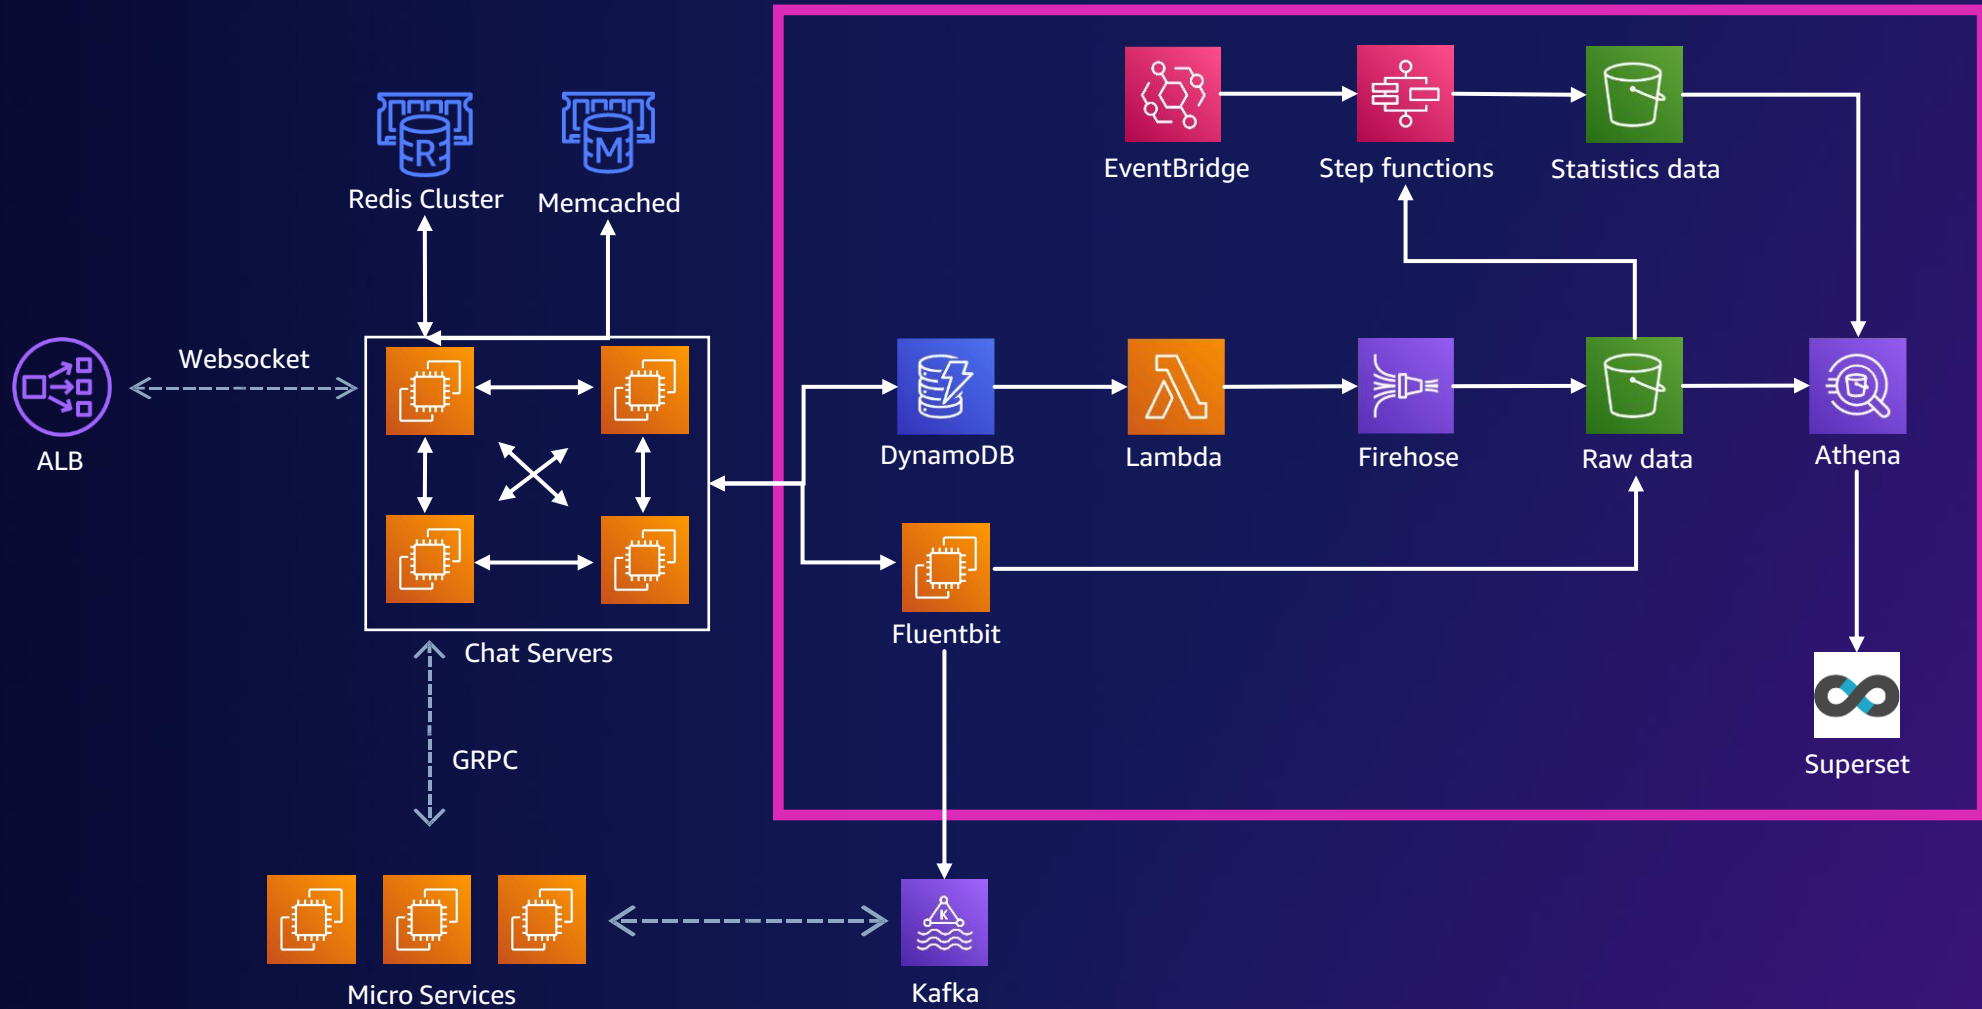 EventBridge
Step functions
Statistics data
Redis Cluster
Memcached
R
M
Websocket
ALB
DynamoDB
Lambda
Firehose
Raw data
Athena
Fluentbit
Chat Servers
GRPC
Superset
K
Micro Services
Kafka